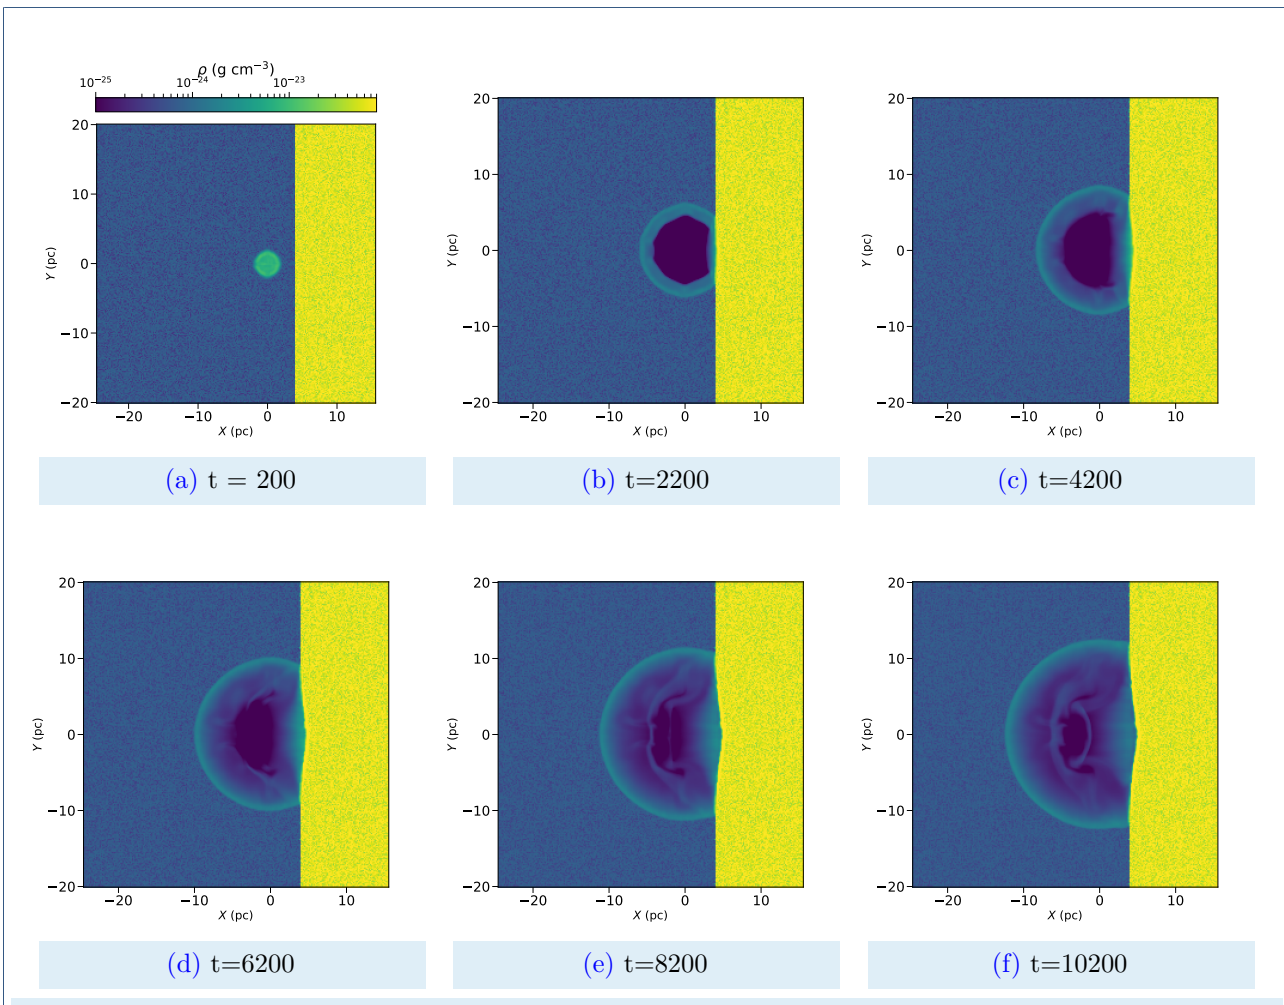 ρ (g cm⁻³)
10⁻²⁵ 10⁻²⁴ 10⁻²³
20
10
0
−10
−20
Y (pc)
−20 −10 0 10
X (pc)
(a) t = 200
20
10
0
−10
−20
Y (pc)
−20 −10 0 10
X (pc)
(b) t=2200
20
10
0
−10
−20
Y (pc)
−20 −10 0 10
X (pc)
(c) t=4200
20
10
0
−10
−20
Y (pc)
−20 −10 0 10
X (pc)
(d) t=6200
20
10
0
−10
−20
Y (pc)
−20 −10 0 10
X (pc)
(e) t=8200
20
10
0
−10
−20
Y (pc)
−20 −10 0 10
X (pc)
(f) t=10200